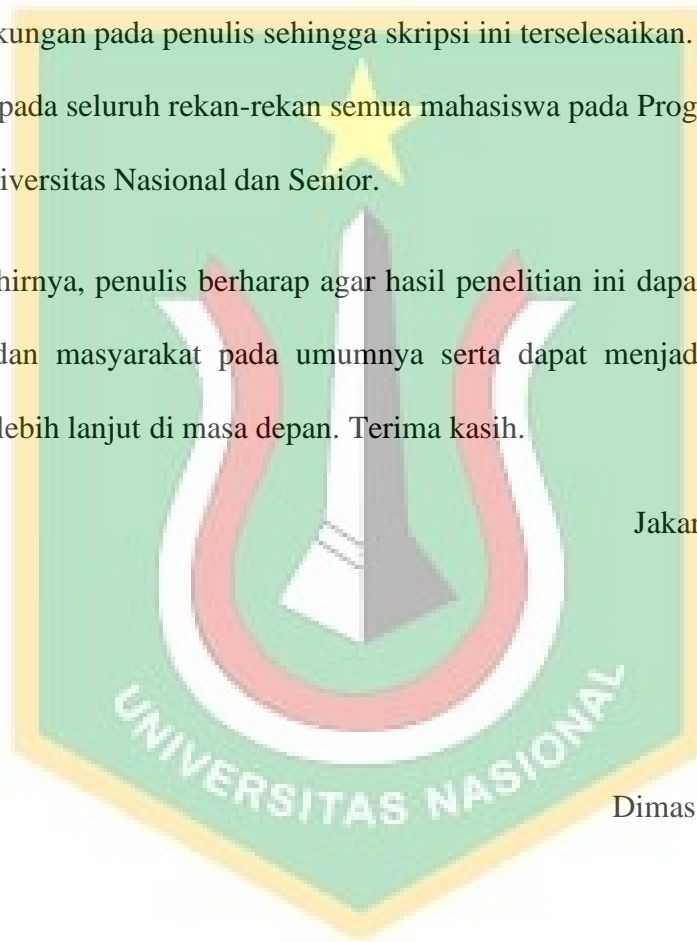 kungan pada penulis sehingga skripsi ini terselesaikan.
pada seluruh rekan-rekan semua mahasiswa pada Prog
iversitas Nasional dan Senior.
hirnya, penulis berharap agar hasil penelitian ini dapa
dan masyarakat pada umumnya serta dapat menjad
lebih lanjut di masa depan. Terima kasih.
Jakar
UNIVERSITAS NASIONAL
Dimas